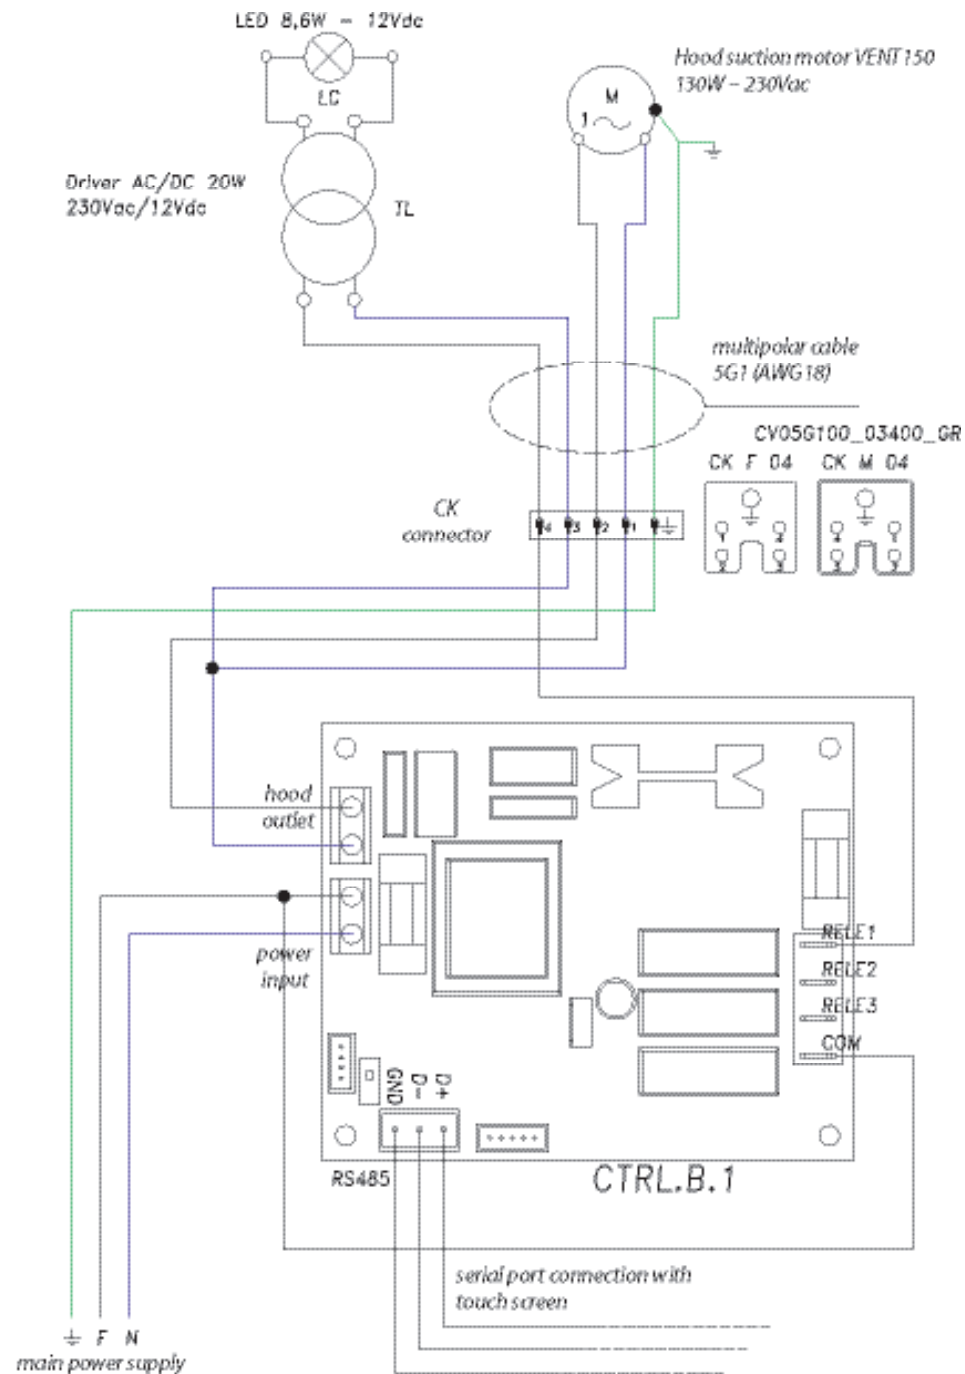 LED 8,6W - 12Vdc
LC
Hood suction motor VENT150
130W – 230Vac
M
1
Driver AC/DC 20W
230Vac/12Vdc
TL
multipolar cable
5G1 (AWG18)
CV05G100_03400_GR
CK F 04
CK M 04
CK
connector
4
3
2
1
hood
outlet
power
input
RELE1
RELE2
RELE3
COM
GND
D-
D+
RS485
CTRL.B.1
serial port connection with
touch screen
F N
main power supply